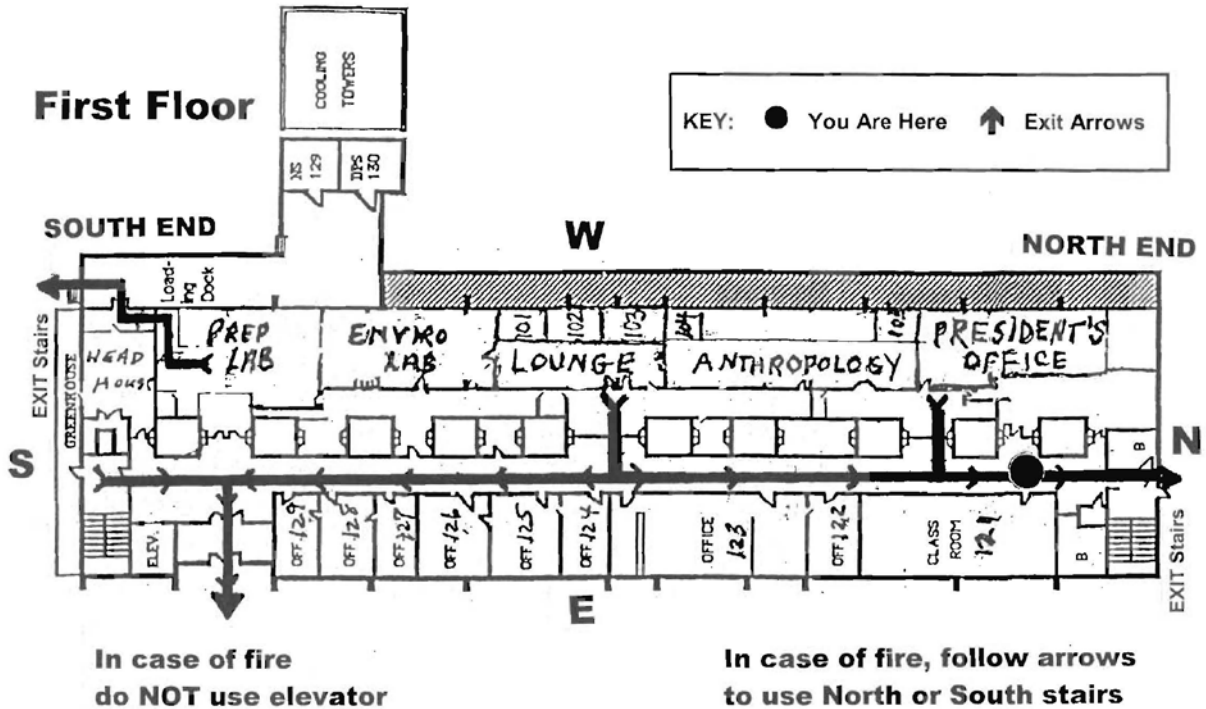 First Floor
COOLING
TOWERS
KEY: You Are Here Exit Arrows
NS
129
DPS
130
SOUTH END
W
NORTH END
Load-
ing
Dock
EXIT Stairs
GREENHOUSE
HEAD
HOUS
PREP
LAB
ENVRO
LAB
101
102
103
104
105
LOUNGE
ANTHROPOLOGY
PRESIDENT'S
OFFICE
S
N
B
ELEV.
OFF.129
OFF.128
OFF.127
OFF.126
OFF.125
OFF.124
OFFICE
123
OFF.122
CLASS
ROOM
121
B
EXIT Stairs
E
In case of fire
do NOT use elevator
In case of fire, follow arrows
to use North or South stairs